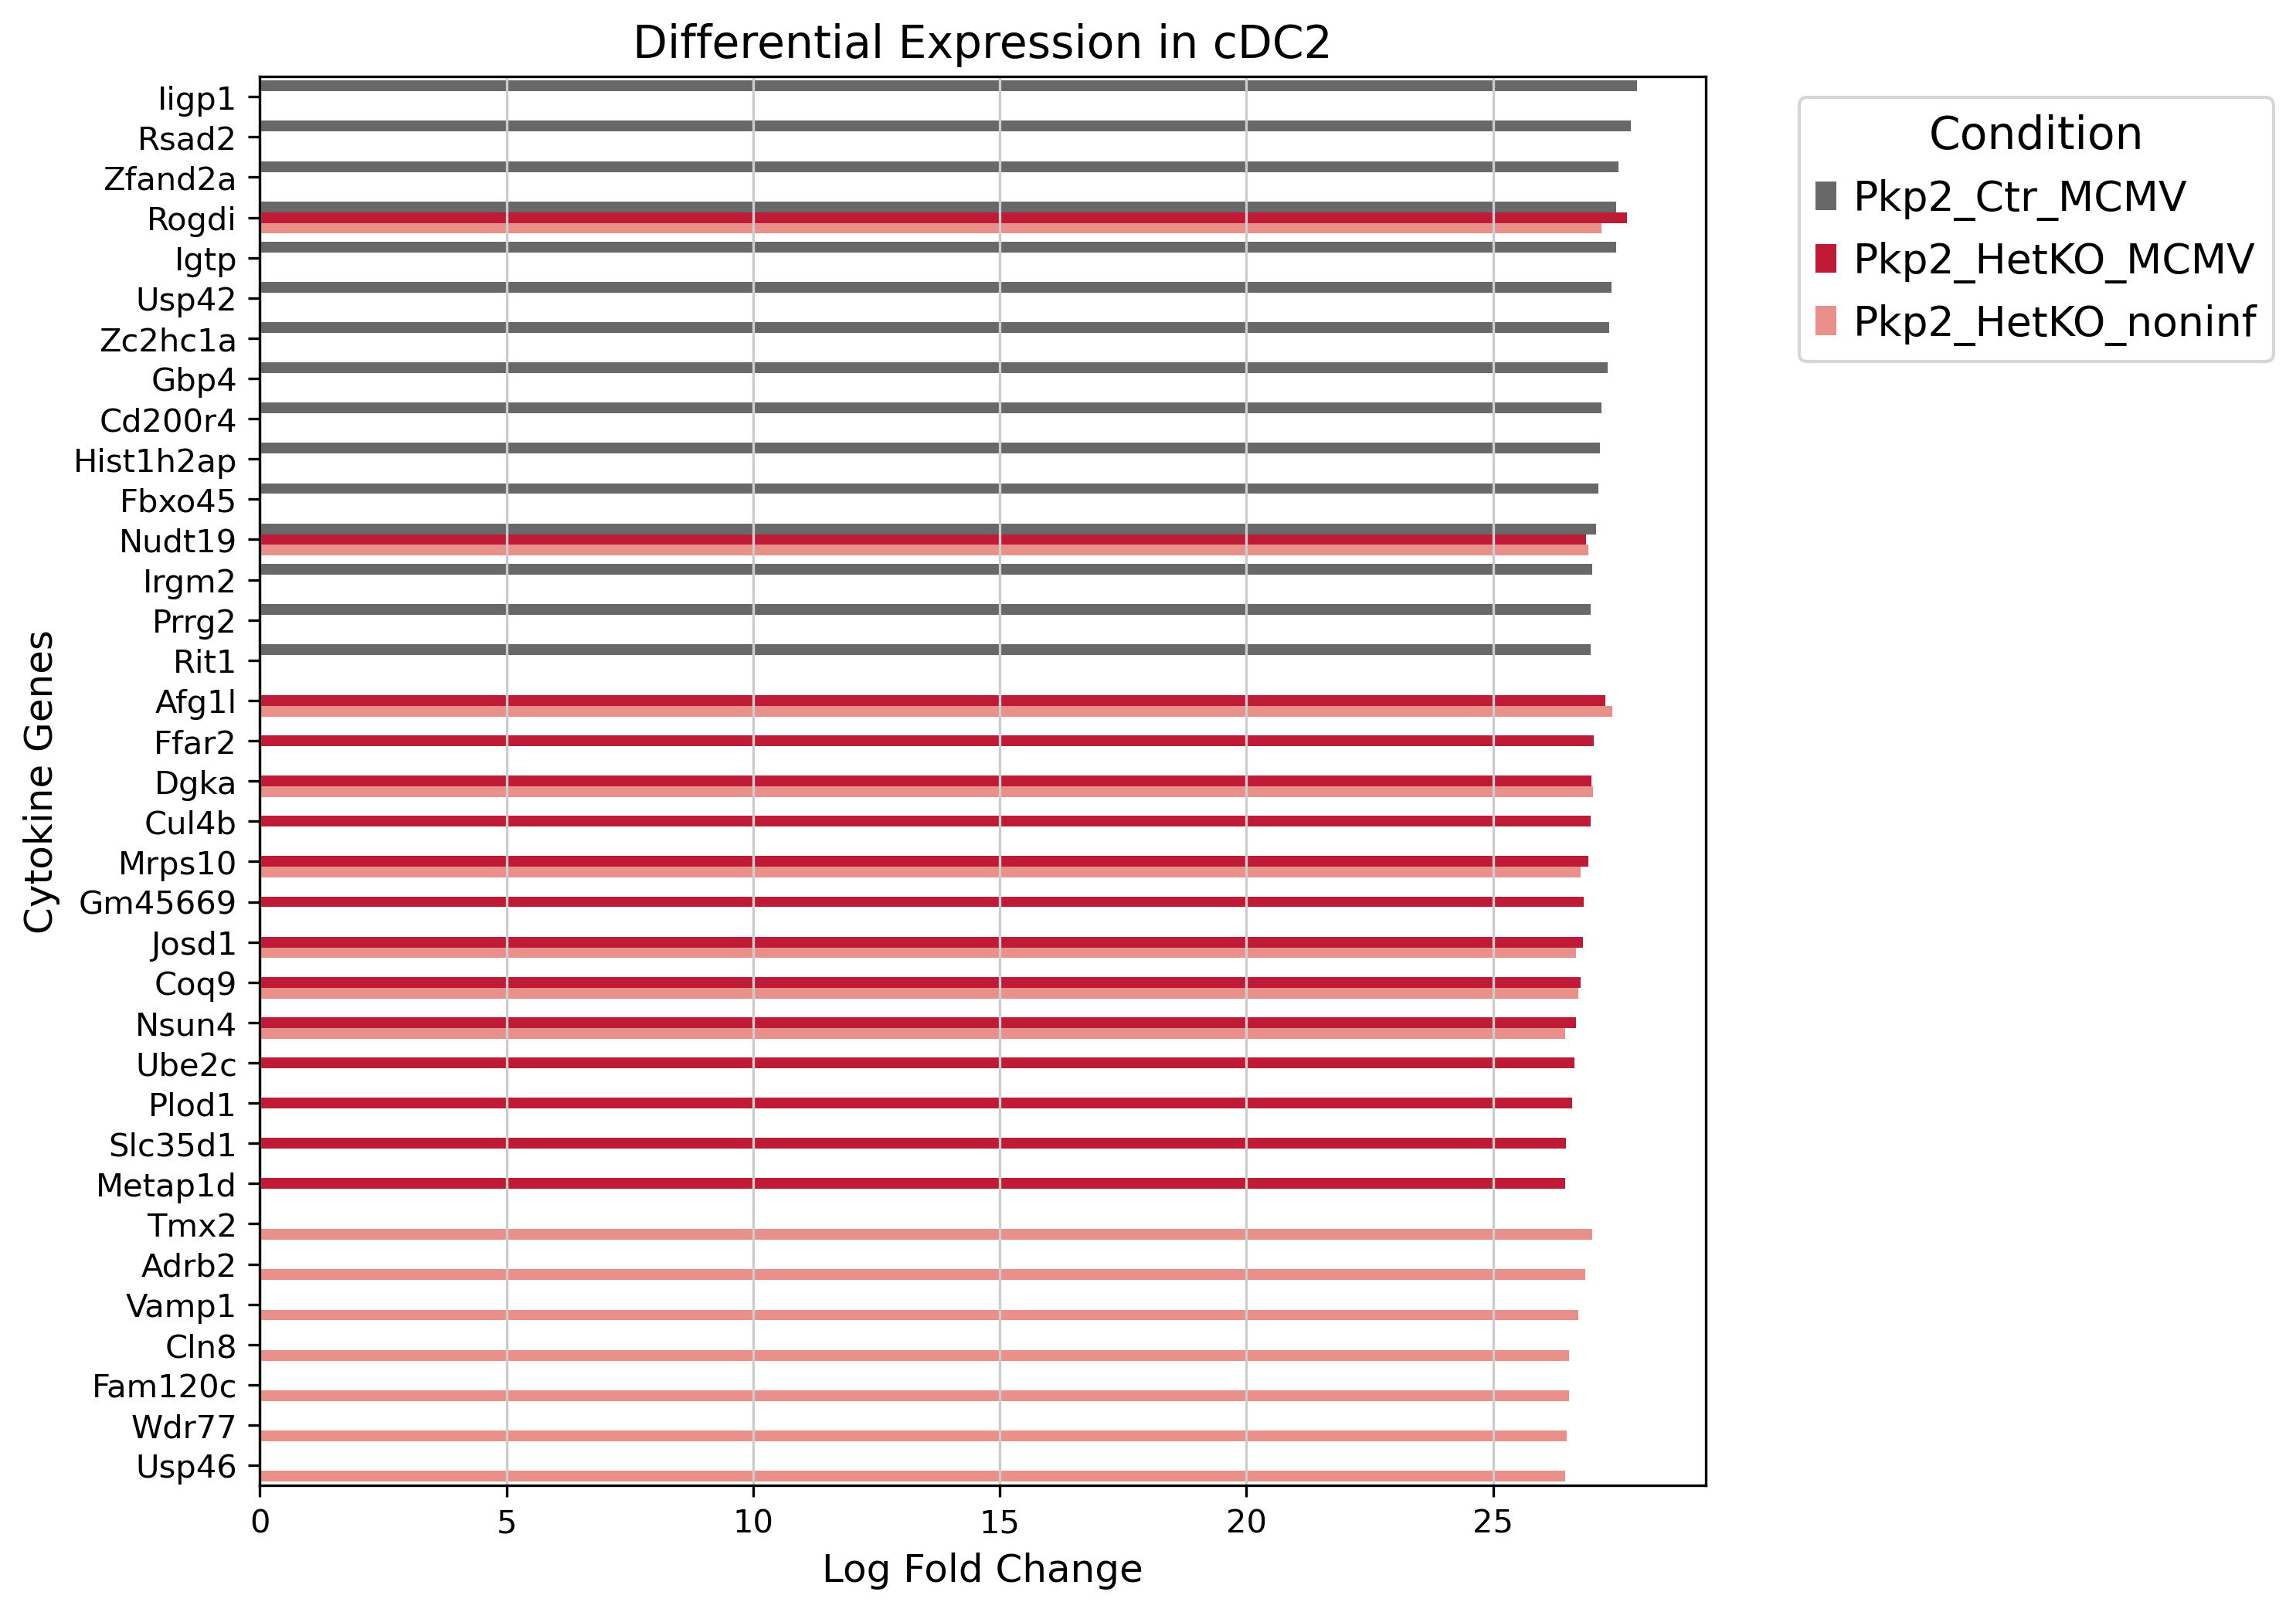 Differential Expression in cDC2
Iigp1
Rsad2
Zfand2a
Rogdi
Igtp
Usp42
Zc2hc1a
Gbp4
Cd200r4
Hist1h2ap
Fbxo45
Nudt19
Irgm2
Prrg2
Rit1
Afg1l
Ffar2
Dgka
Cul4b
Mrps10
Gm45669
Josd1
Coq9
Nsun4
Ube2c
Plod1
Slc35d1
Metap1d
Tmx2
Adrb2
Vamp1
Cln8
Fam120c
Wdr77
Usp46
Cytokine Genes
0 5 10 15 20 25
Log Fold Change
Condition
Pkp2_Ctr_MCMV
Pkp2_HetKO_MCMV
Pkp2_HetKO_noninf